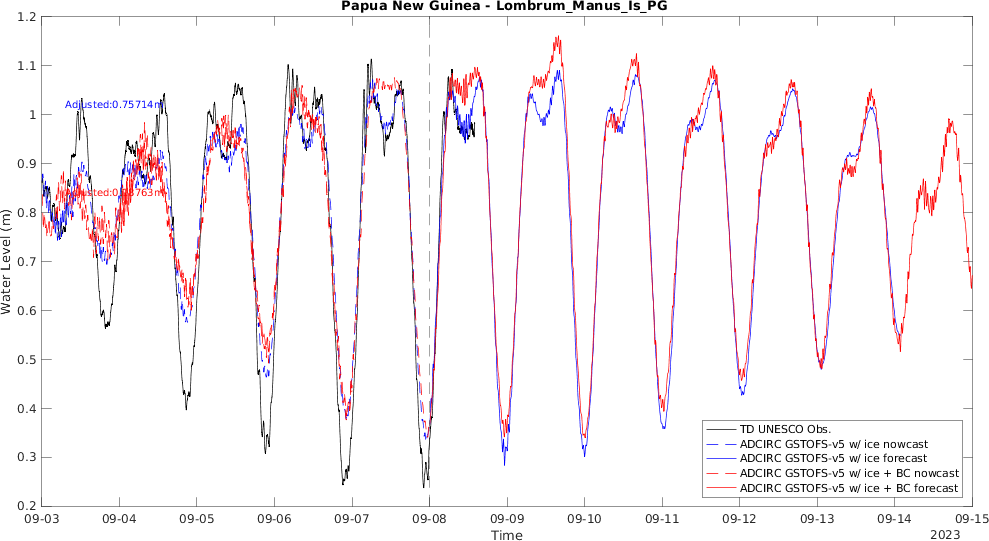 Papua New Guinea - Lombrum_Manus_Is_PG
1.2
1.1
1
0.9
0.8
0.7
0.6
0.5
0.4
0.3
0.2
Water Level (m)
Adjusted:0.75714m
TD UNESCO Obs.
ADCIRC GSTOFS-v5 w/ ice nowcast
ADCIRC GSTOFS-v5 w/ ice forecast
ADCIRC GSTOFS-v5 w/ ice + BC nowcast
ADCIRC GSTOFS-v5 w/ ice + BC forecast
09-03 09-04 09-05 09-06 09-07 09-08 09-09 09-10 09-11 09-12 09-13 09-14 09-15
Time
2023